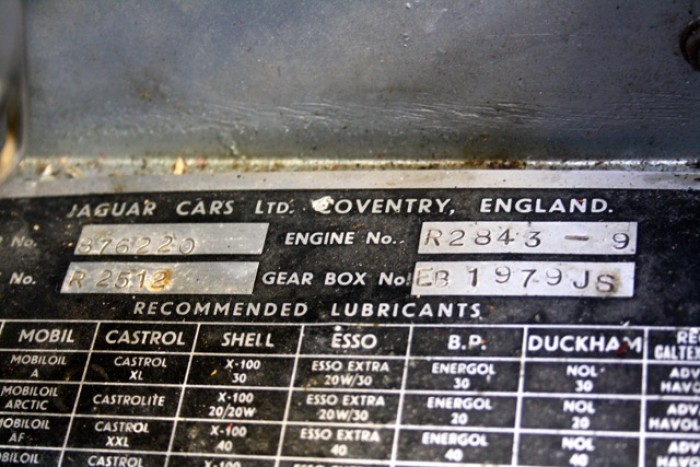 JAGUAR CARS LTD. COVENTRY, ENGLAND.
No. 876220 ENGINE No. R2843 - 9
No. R 2512 GEAR BOX No. EB 1979JS
RECOMMENDED LUBRICANTS
MOBIL CASTROL SHELL ESSO B.P. DUCKHAM
MOBILOIL A CASTROL XL X-100 30 ESSO EXTRA 20W/30 ENERGOL 30 NOL 30
MOBILOIL ARCTIC CASTROLITE X-100 20/20W ESSO EXTRA 20W/30 ENERGOL 20 NOL 20
MOBILOIL AF CASTROL XXL X-100 40 ESSO EXTRA 40 ENERGOL 40 NOL 40